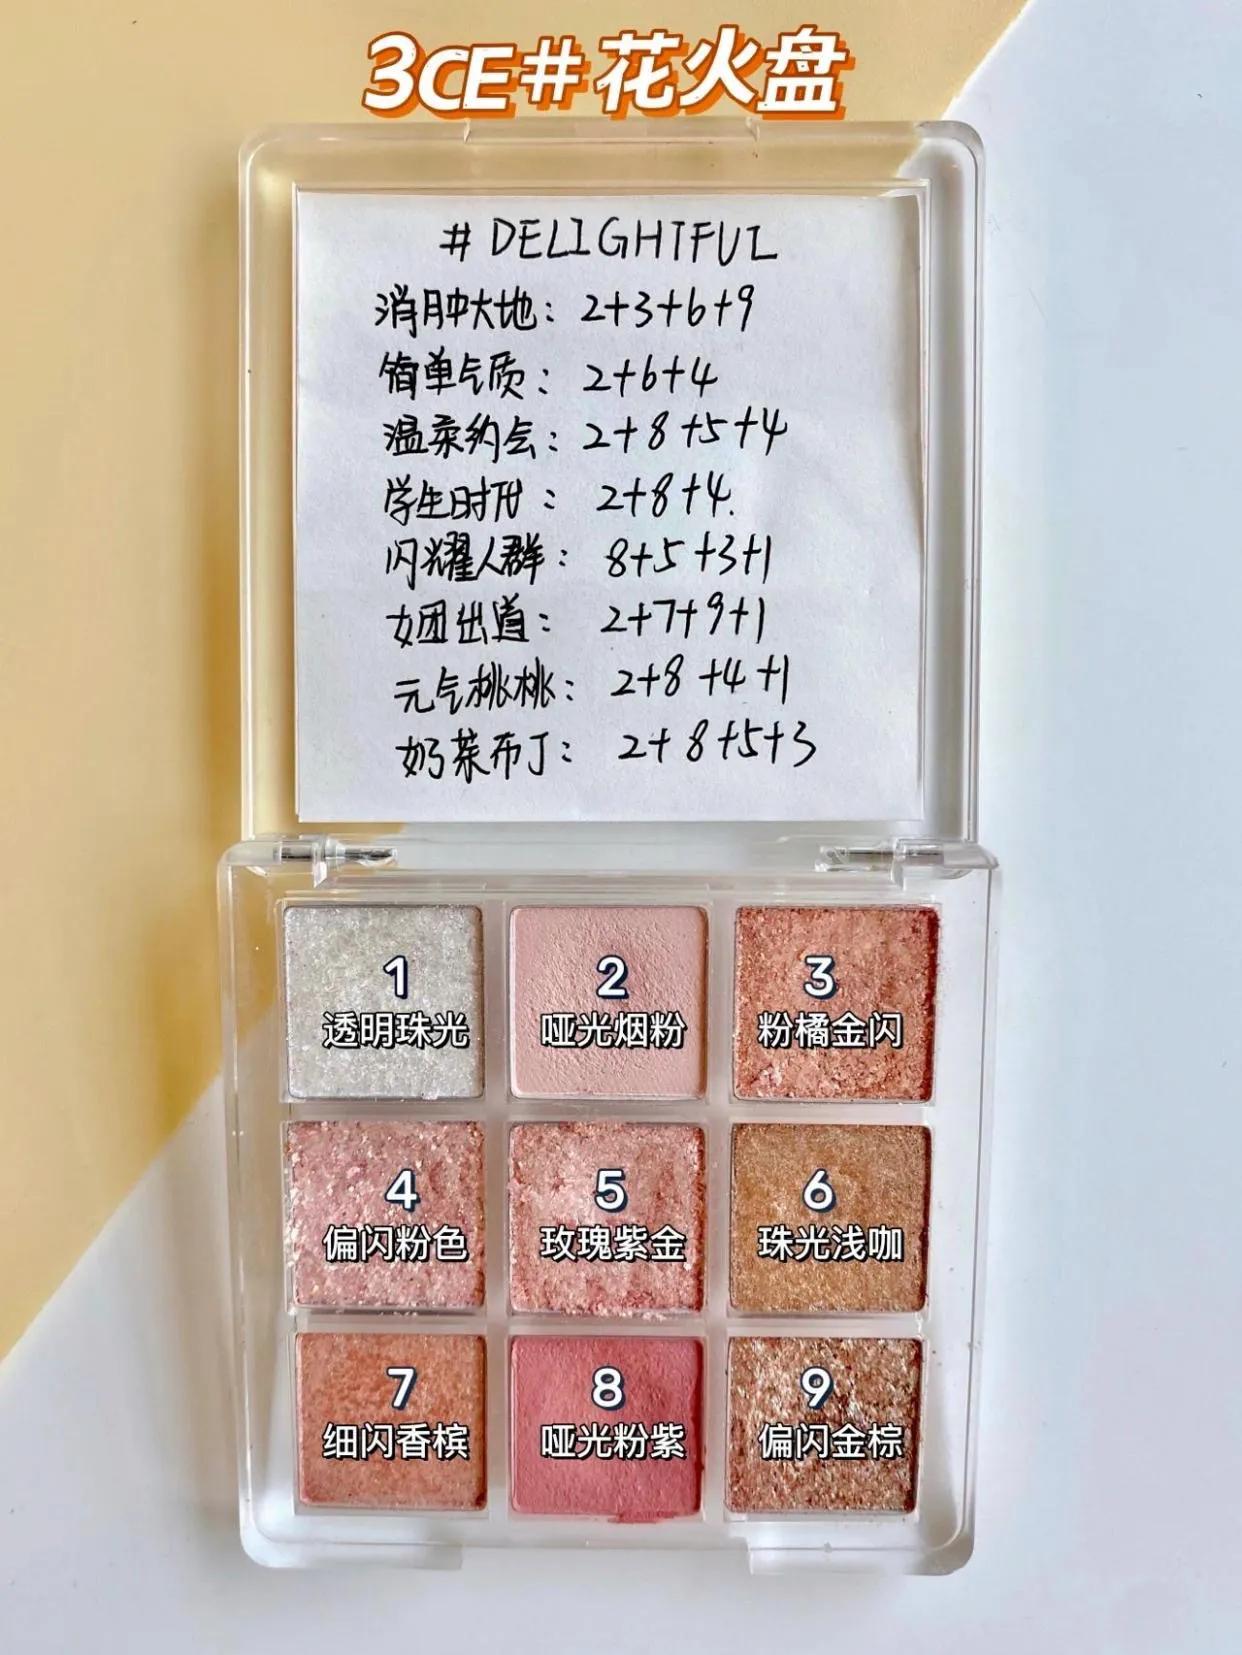 3CE#花火盘
#DELIGHTFUL
消肿大地：2+3+6+9
简单气质：2+6+4
温柔约会：2+8+5+4
学生时代：2+8+4.
闪耀人群：8+5+3+1
女团出道：2+7+9+1
元气桃桃：2+8+4+1
奶茶布丁：2+8+5+3
1
透明珠光
2
哑光烟粉
3
粉橘金闪
4
偏闪粉色
5
玫瑰紫金
6
珠光浅咖
7
细闪香槟
8
哑光粉紫
9
偏闪金棕